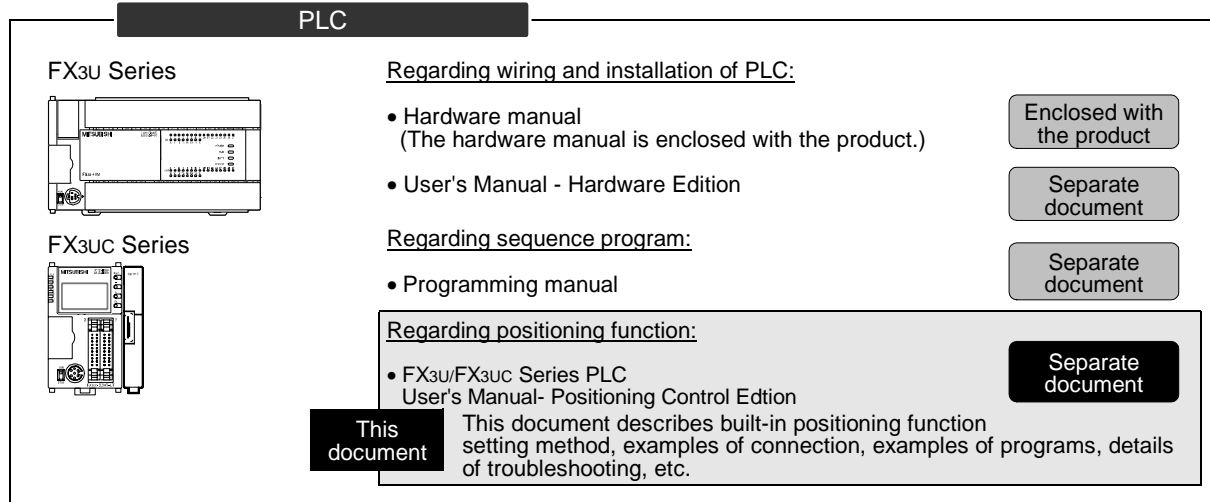 PLC
FX3U Series
Regarding wiring and installation of PLC:
• Hardware manual
(The hardware manual is enclosed with the product.)
Enclosed with
the product
MITSUBISHI
• User's Manual - Hardware Edition
Separate
document
FX3UC Series
Regarding sequence program:
• Programming manual
Separate
document
MITSUBISHI
Regarding positioning function:
• FX3U/FX3UC Series PLC
User's Manual- Positioning Control Edtion
Separate
document
This
document
This document describes built-in positioning function
setting method, examples of connection, examples of programs, details
of troubleshooting, etc.